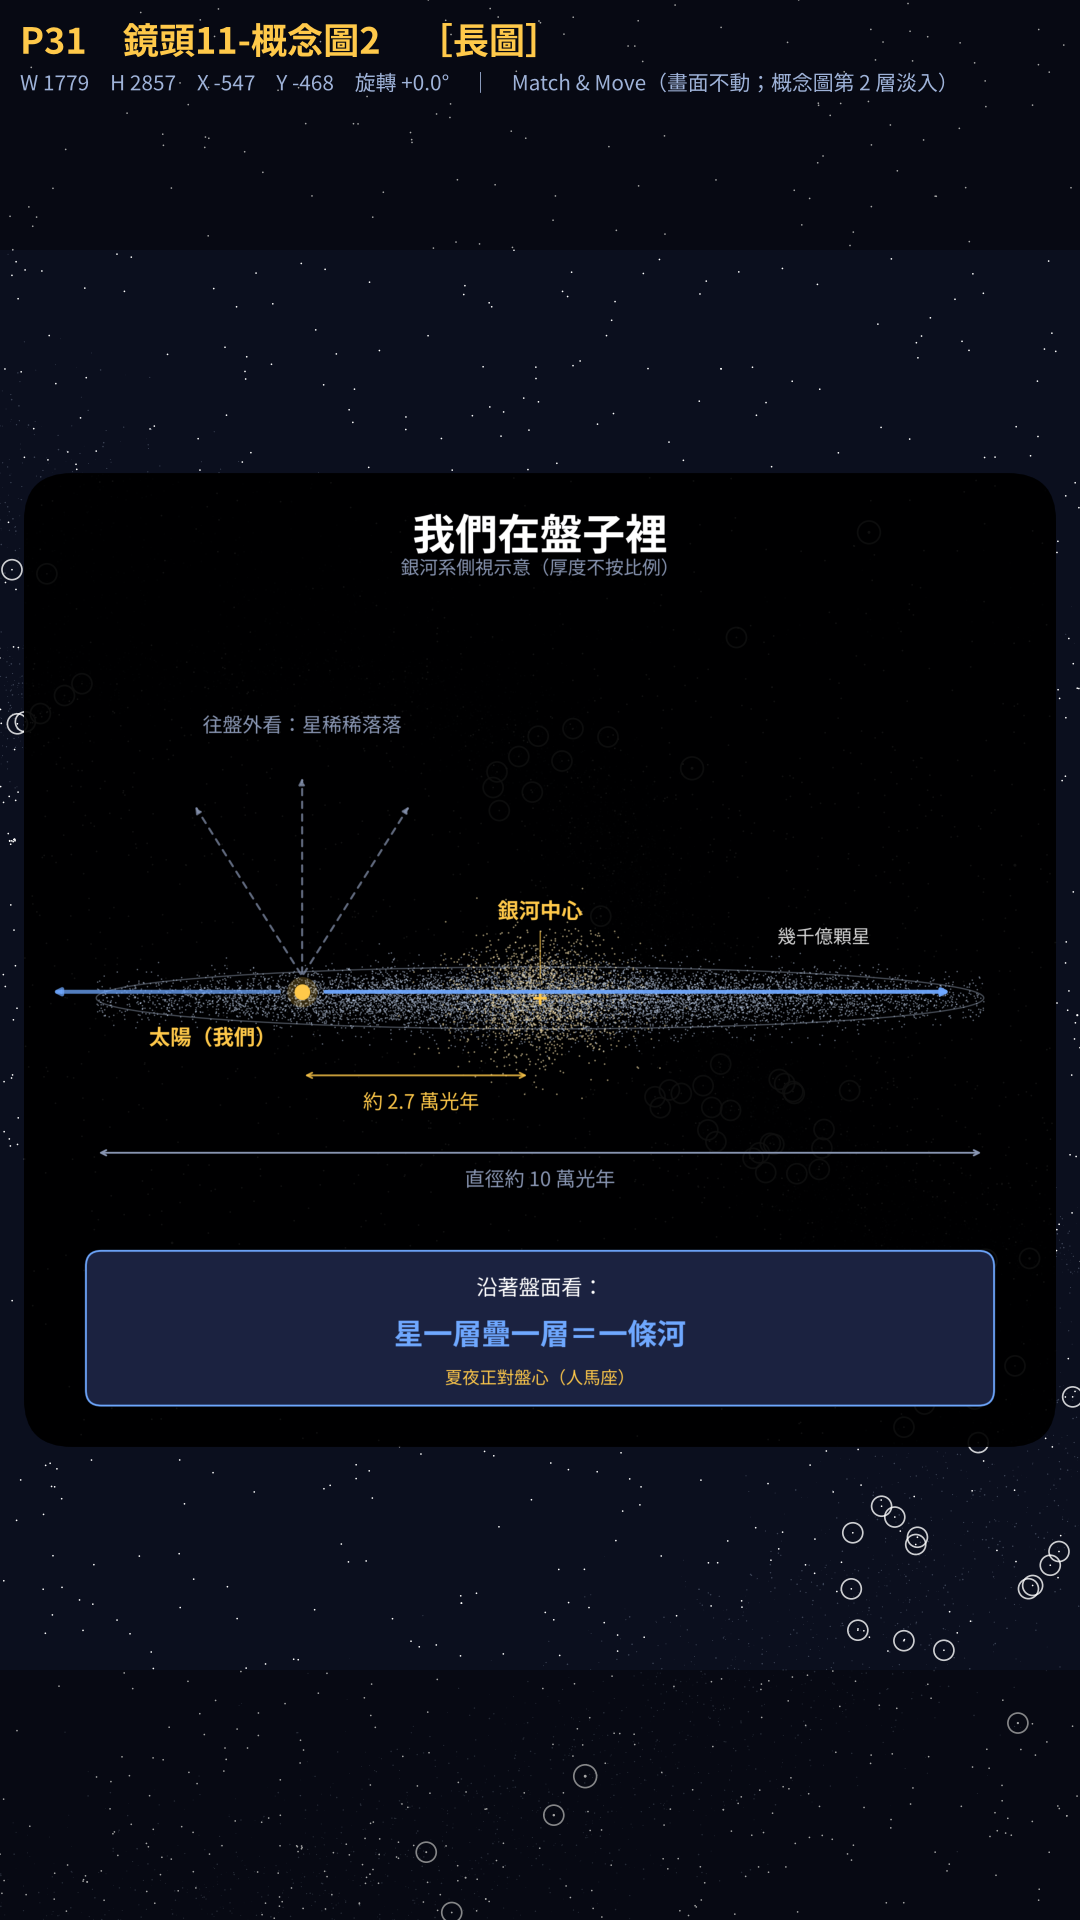 P31 鏡頭11-概念圖2 ［長圖］
W 1779 H 2857 X -547 Y -468 旋轉 +0.0° ｜ Match & Move（畫面不動；概念圖第 2 層淡入）
我們在盤子裡
銀河系側視示意（厚度不按比例）
往盤外看：星稀稀落落
銀河中心
幾千億顆星
太陽（我們）
約 2.7 萬光年
直徑約 10 萬光年
沿著盤面看：
星一層疊一層＝一條河
夏夜正對盤心（人馬座）